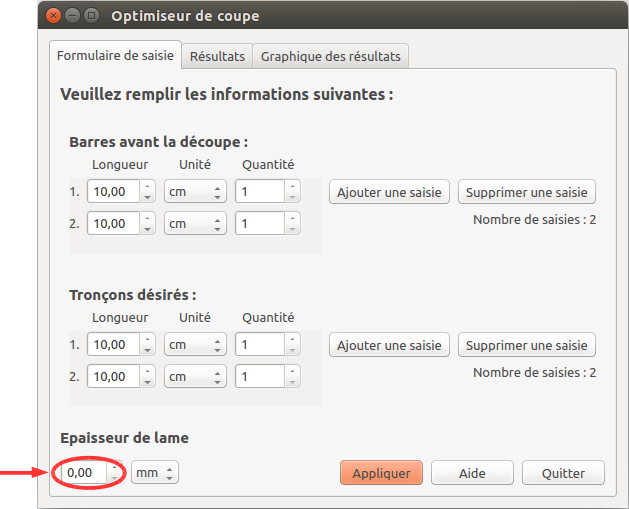 Optimiseur de coupe
Formulaire de saisie Résultats Graphique des résultats
Veuillez remplir les informations suivantes :
Barres avant la découpe :
Longueur Unité Quantité
1. 10,00 cm 1 Ajouter une saisie Supprimer une saisie
2. 10,00 cm 1 Nombre de saisies : 2
Tronçons désirés :
Longueur Unité Quantité
1. 10,00 cm 1 Ajouter une saisie Supprimer une saisie
2. 10,00 cm 1 Nombre de saisies : 2
Epaisseur de lame
0,00 mm Appliquer Aide Quitter